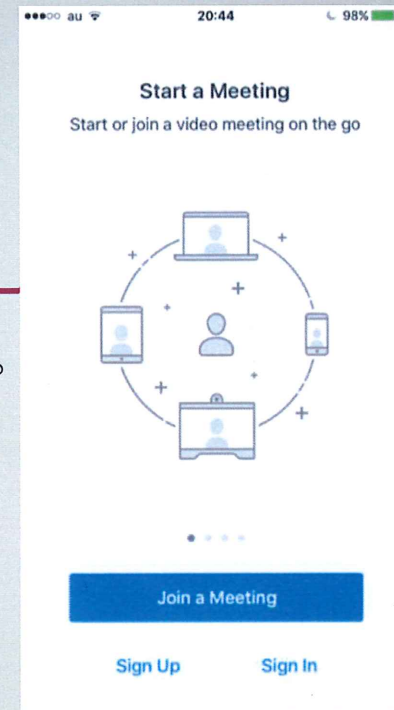 au 20:44 98%
Start a Meeting
Start or join a video meeting on the go
Join a Meeting
Sign Up Sign In